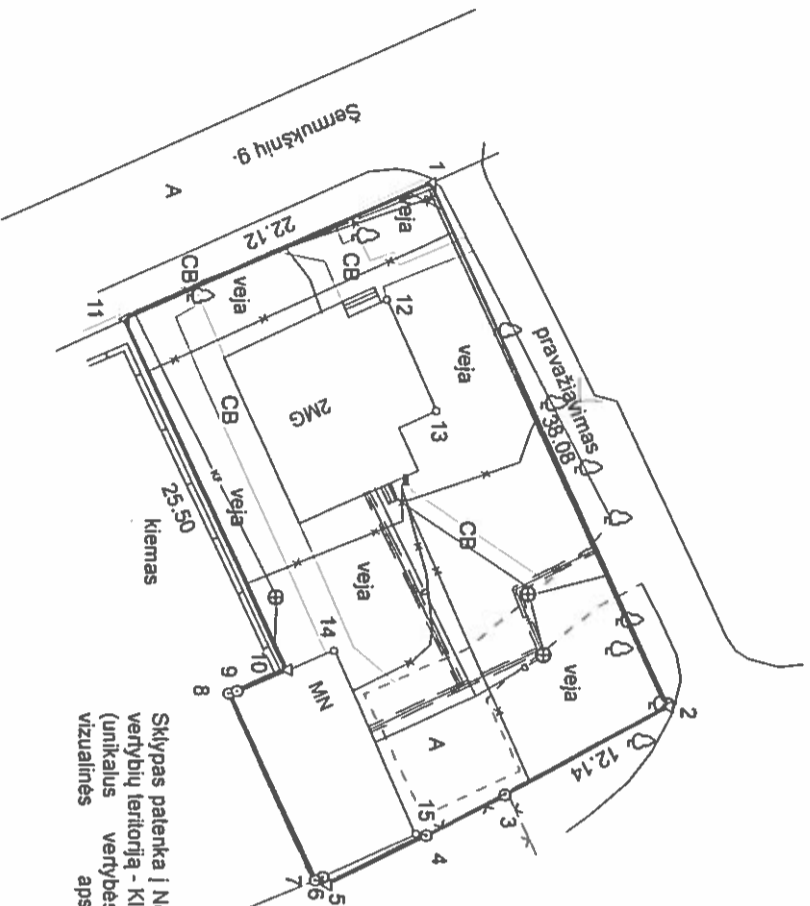 Šermukšnių g.
A
1
veja
22.12
CB
CB
veja
11
12
veja
13
pravažiavimas
38.08
2MG
CB
veja
25.50
kiemas
CB
veja
veja
2
12.14
14
10
9
8
MN
A
3
15
4
5
6
7
Sklypas patenka į
vertybių teritoriją -
(unikalus vertybės
vizualinės